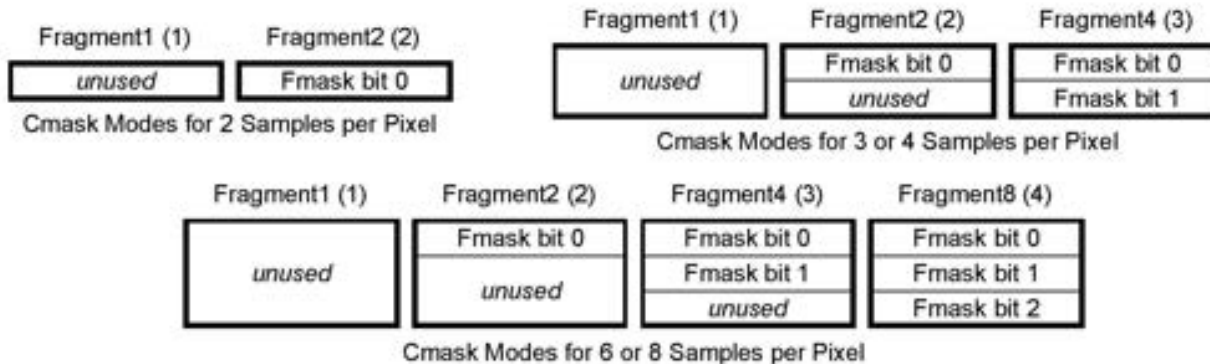 Fragment1 (1) Fragment2 (2)
unused Fmask bit 0
Cmask Modes for 2 Samples per Pixel
Fragment1 (1) Fragment2 (2) Fragment4 (3)
unused Fmask bit 0 Fmask bit 0
unused Fmask bit 1
Cmask Modes for 3 or 4 Samples per Pixel
Fragment1 (1) Fragment2 (2) Fragment4 (3) Fragment8 (4)
unused Fmask bit 0 Fmask bit 0 Fmask bit 0
unused Fmask bit 1 Fmask bit 1
unused Fmask bit 2
Cmask Modes for 6 or 8 Samples per Pixel